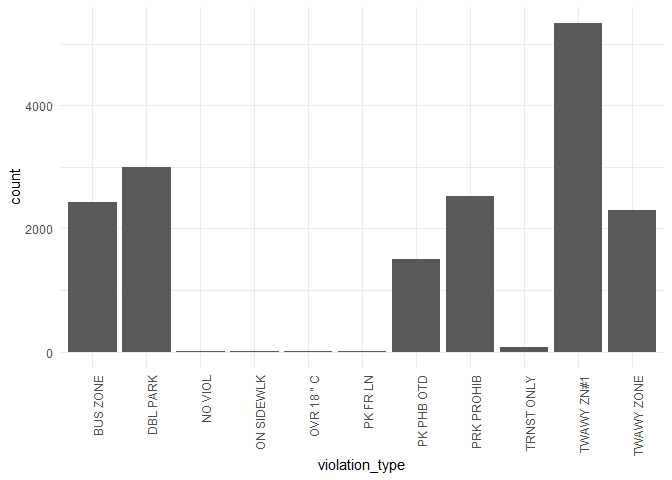 count
4000
2000
0
BUS ZONE
DBL PARK
NO VIOL
ON SIDEWLK
OVR 18 " C
PK FR LN
PK PHB OTD
PRK PROHIB
TRNST ONLY
TWAWY ZN#1
TWAWY ZONE
violation_type